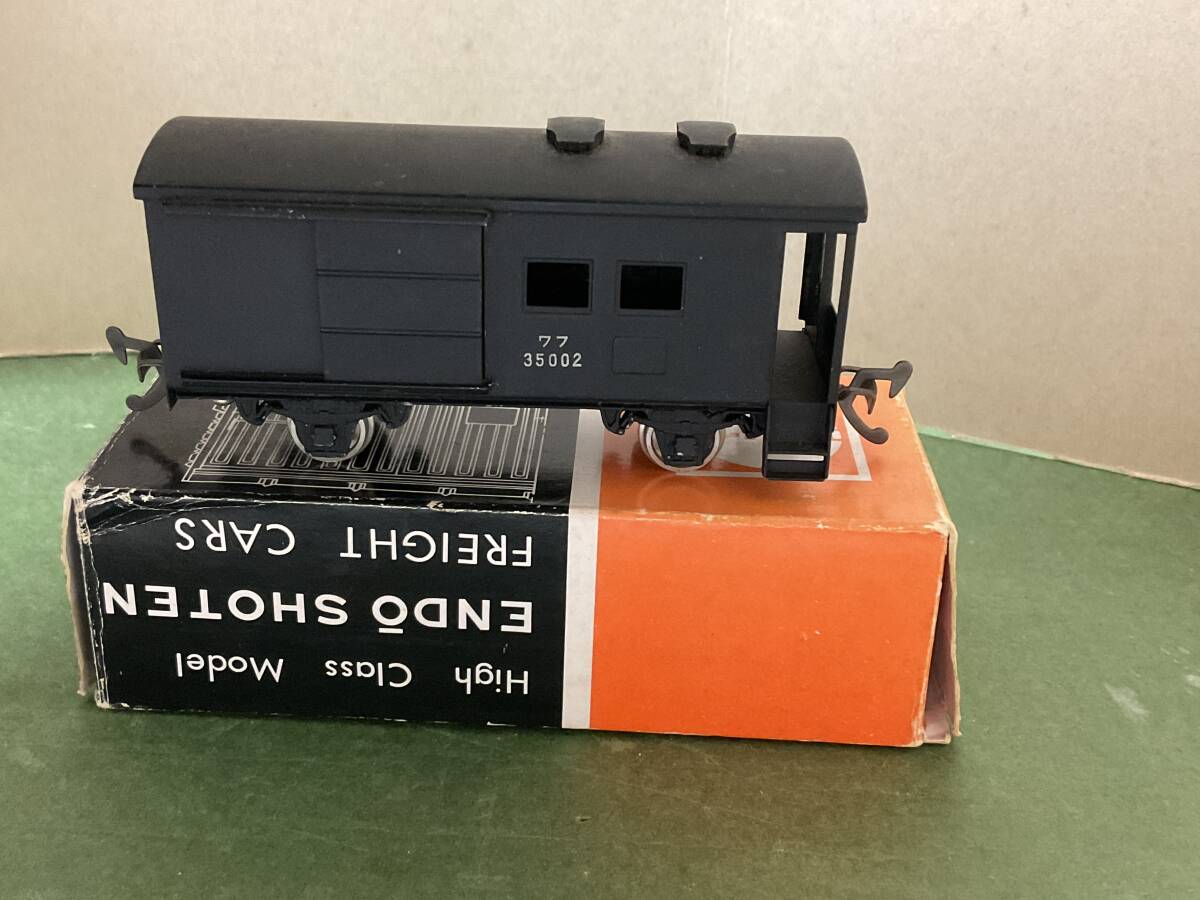 ワフ
35002
High Class Model
ENDŌ SHOTEN
FREIGHT CARS